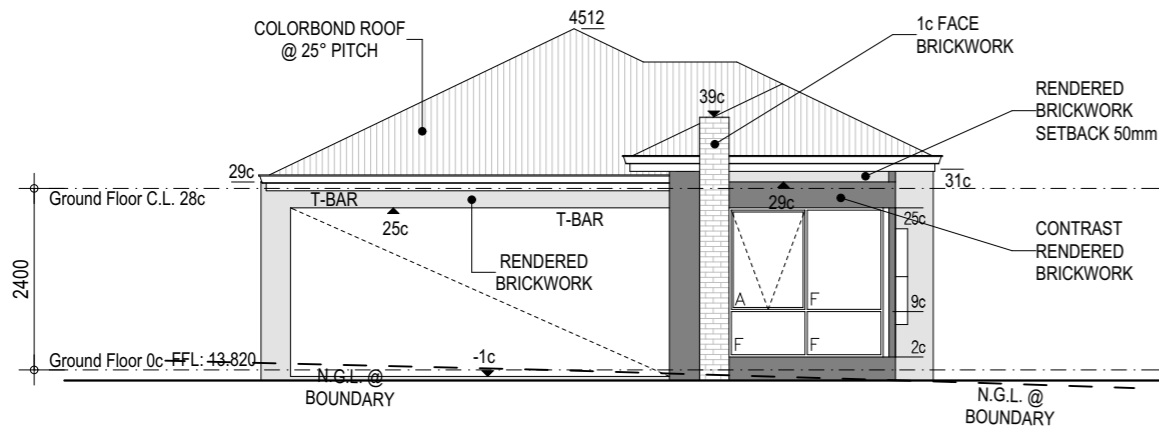 4512
COLORBOND ROOF
@ 25° PITCH
1c FACE
BRICKWORK
39c
RENDERED
BRICKWORK
SETBACK 50mm
29c
31c
Ground Floor C.L. 28c
T-BAR
T-BAR
29c
25c
25c
CONTRAST
RENDERED
BRICKWORK
RENDERED
BRICKWORK
2400
A
F
9c
F
F
2c
Ground Floor 0c
FFL: 13.820
-1c
N.G.L. @
BOUNDARY
N.G.L. @
BOUNDARY